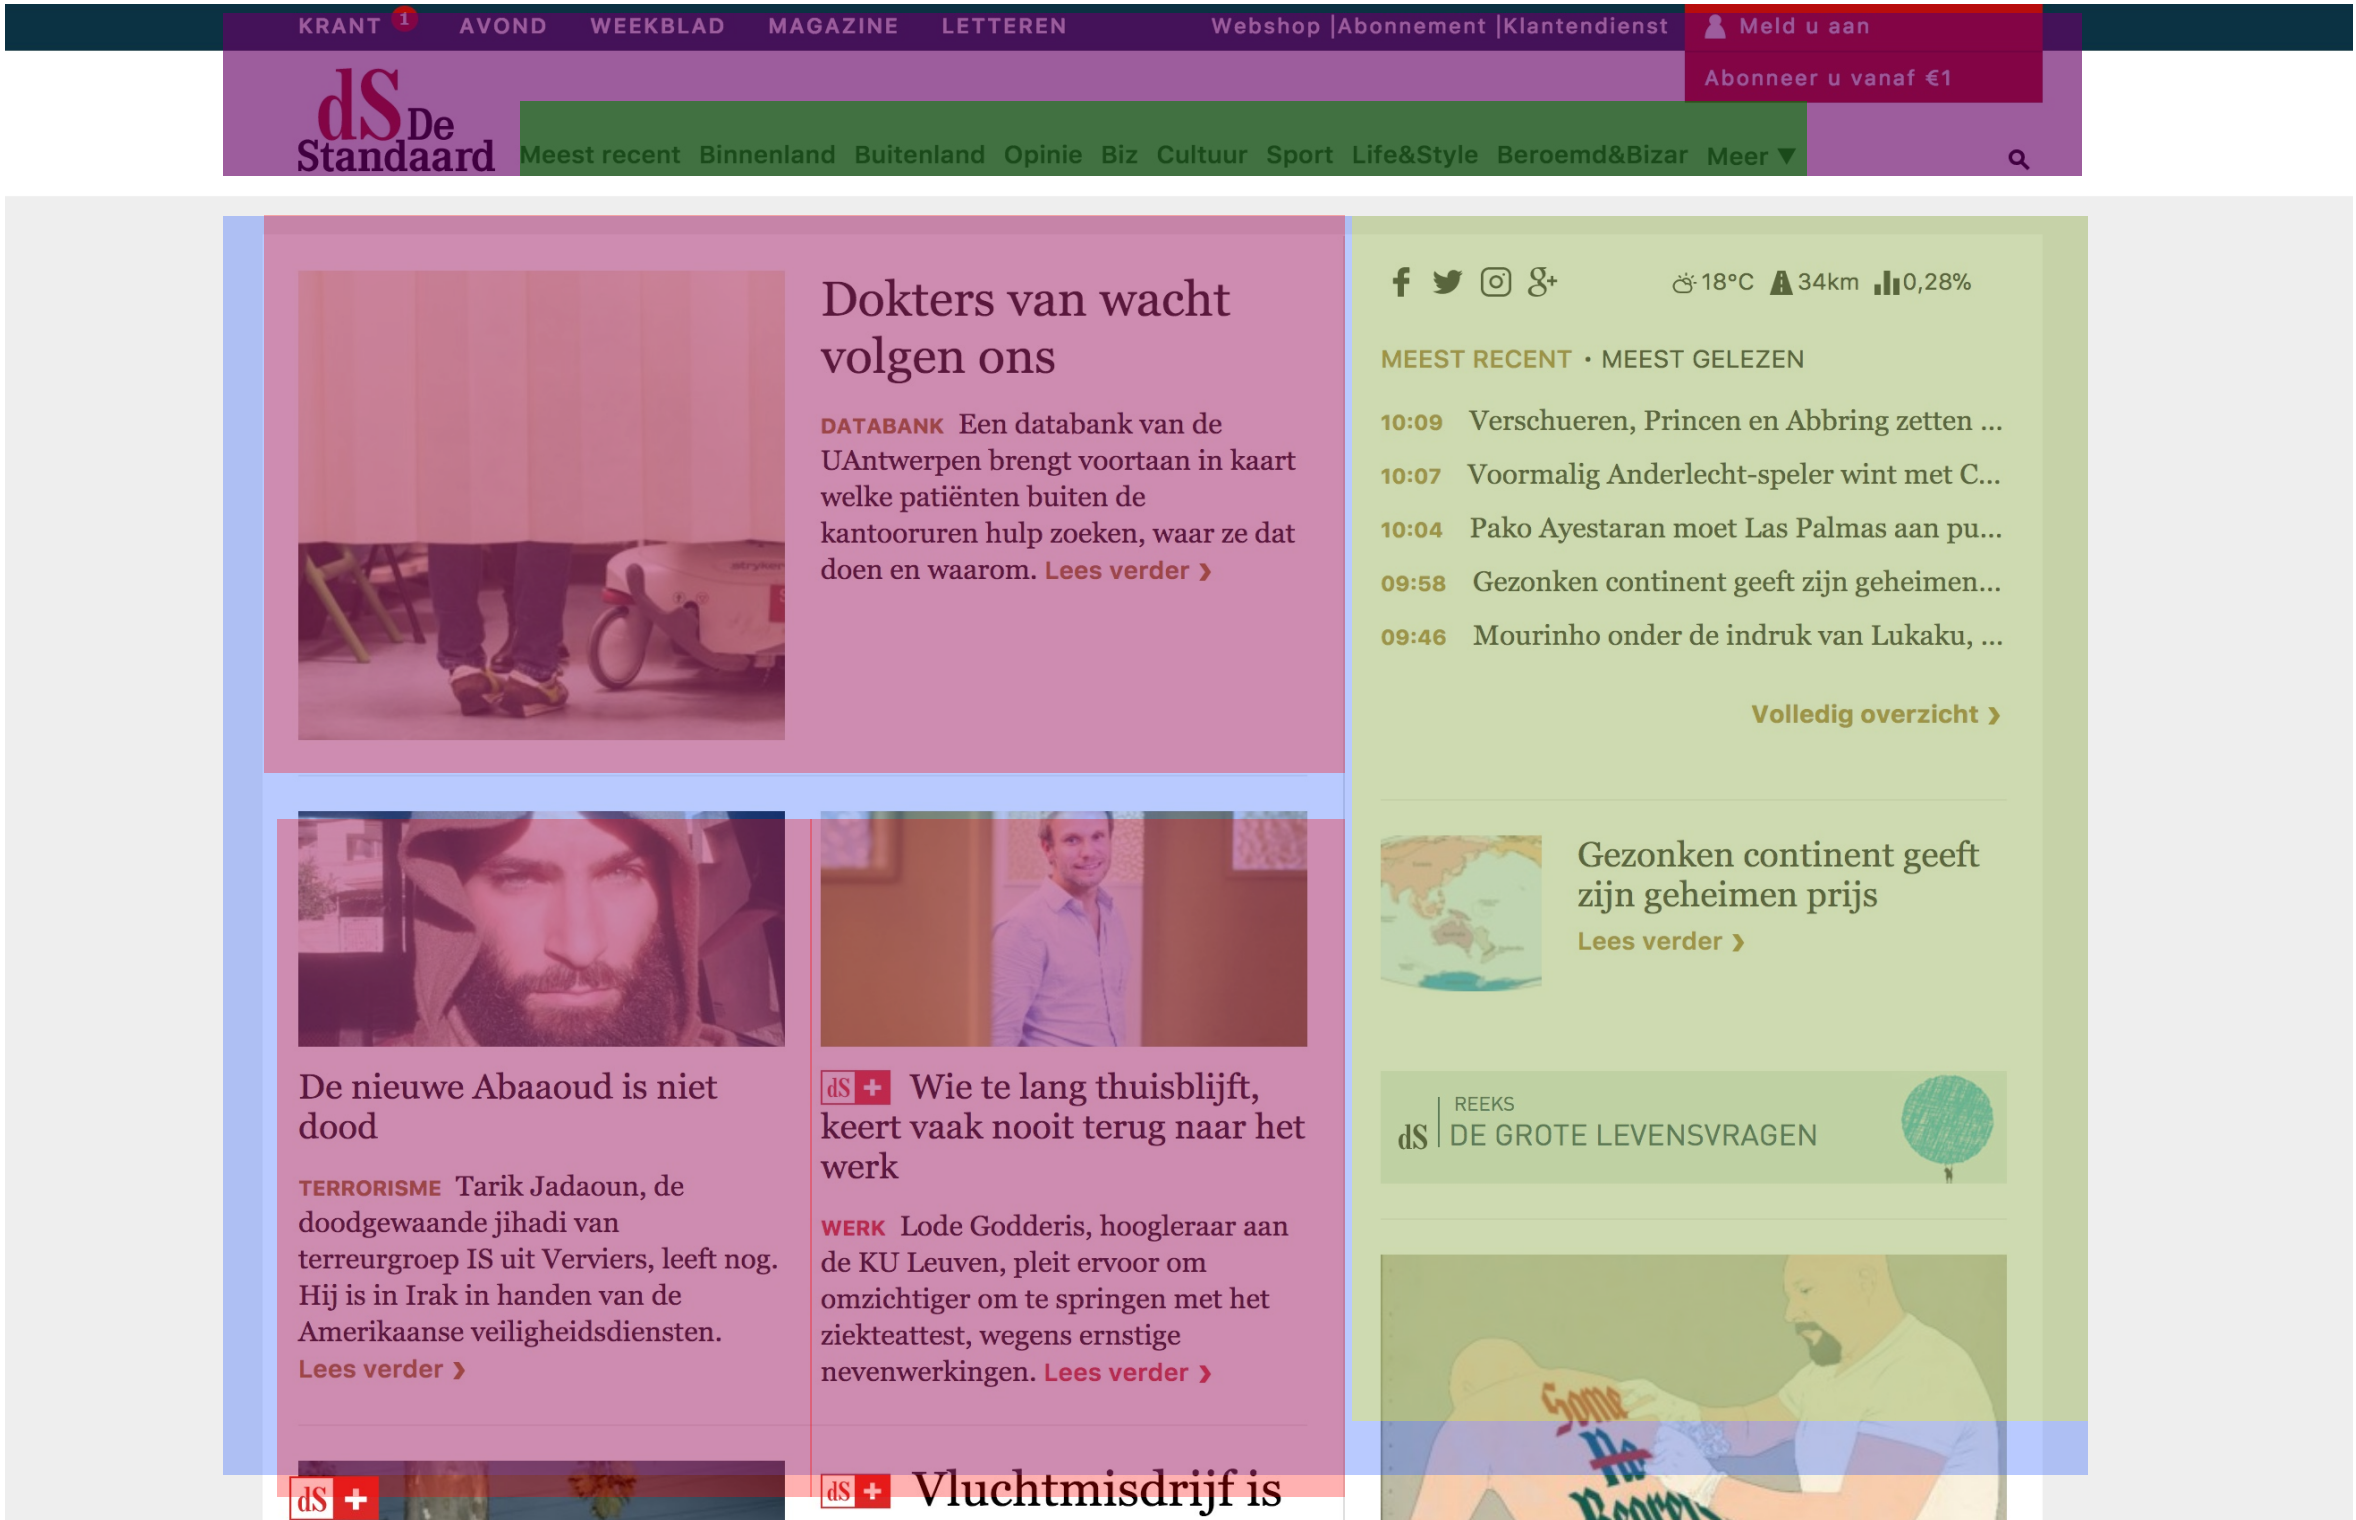 KRANT 1 AVOND WEEKBLAD MAGAZINE LETTEREN Webshop |Abonnement |Klantendienst Meld u aan
Abonneer u vanaf €1
dS De
Standaard
Meest recent Binnenland Buitenland Opinie Biz Cultuur Sport Life&Style Beroemd&Bizar Meer ▼
Dokters van wacht
volgen ons
DATABANK Een databank van de
UAntwerpen brengt voortaan in kaart
welke patiënten buiten de
kantooruren hulp zoeken, waar ze dat
doen en waarom. Lees verder ❯
stryker
De nieuwe Abaaoud is niet
dood
TERRORISME Tarik Jadaoun, de
doodgewaande jihadi van
terreurgroep IS uit Verviers, leeft nog.
Hij is in Irak in handen van de
Amerikaanse veiligheidsdiensten.
Lees verder ❯
dS +
dS + Wie te lang thuisblijft,
keert vaak nooit terug naar het
werk
WERK Lode Godderis, hoogleraar aan
de KU Leuven, pleit ervoor om
omzichtiger om te springen met het
ziekteattest, wegens ernstige
nevenwerkingen. Lees verder ❯
dS + Vluchtmisdrijf is
f g+ 18°C 34km 0,28%
MEEST RECENT • MEEST GELEZEN
10:09 Verschueren, Princen en Abbring zetten ...
10:07 Voormalig Anderlecht-speler wint met C...
10:04 Pako Ayestaran moet Las Palmas aan pu...
09:58 Gezonken continent geeft zijn geheimen...
09:46 Mourinho onder de indruk van Lukaku, ...
Volledig overzicht ❯
Gezonken continent geeft
zijn geheimen prijs
Lees verder ❯
REEKS
dS DE GROTE LEVENSVRAGEN
Some
No